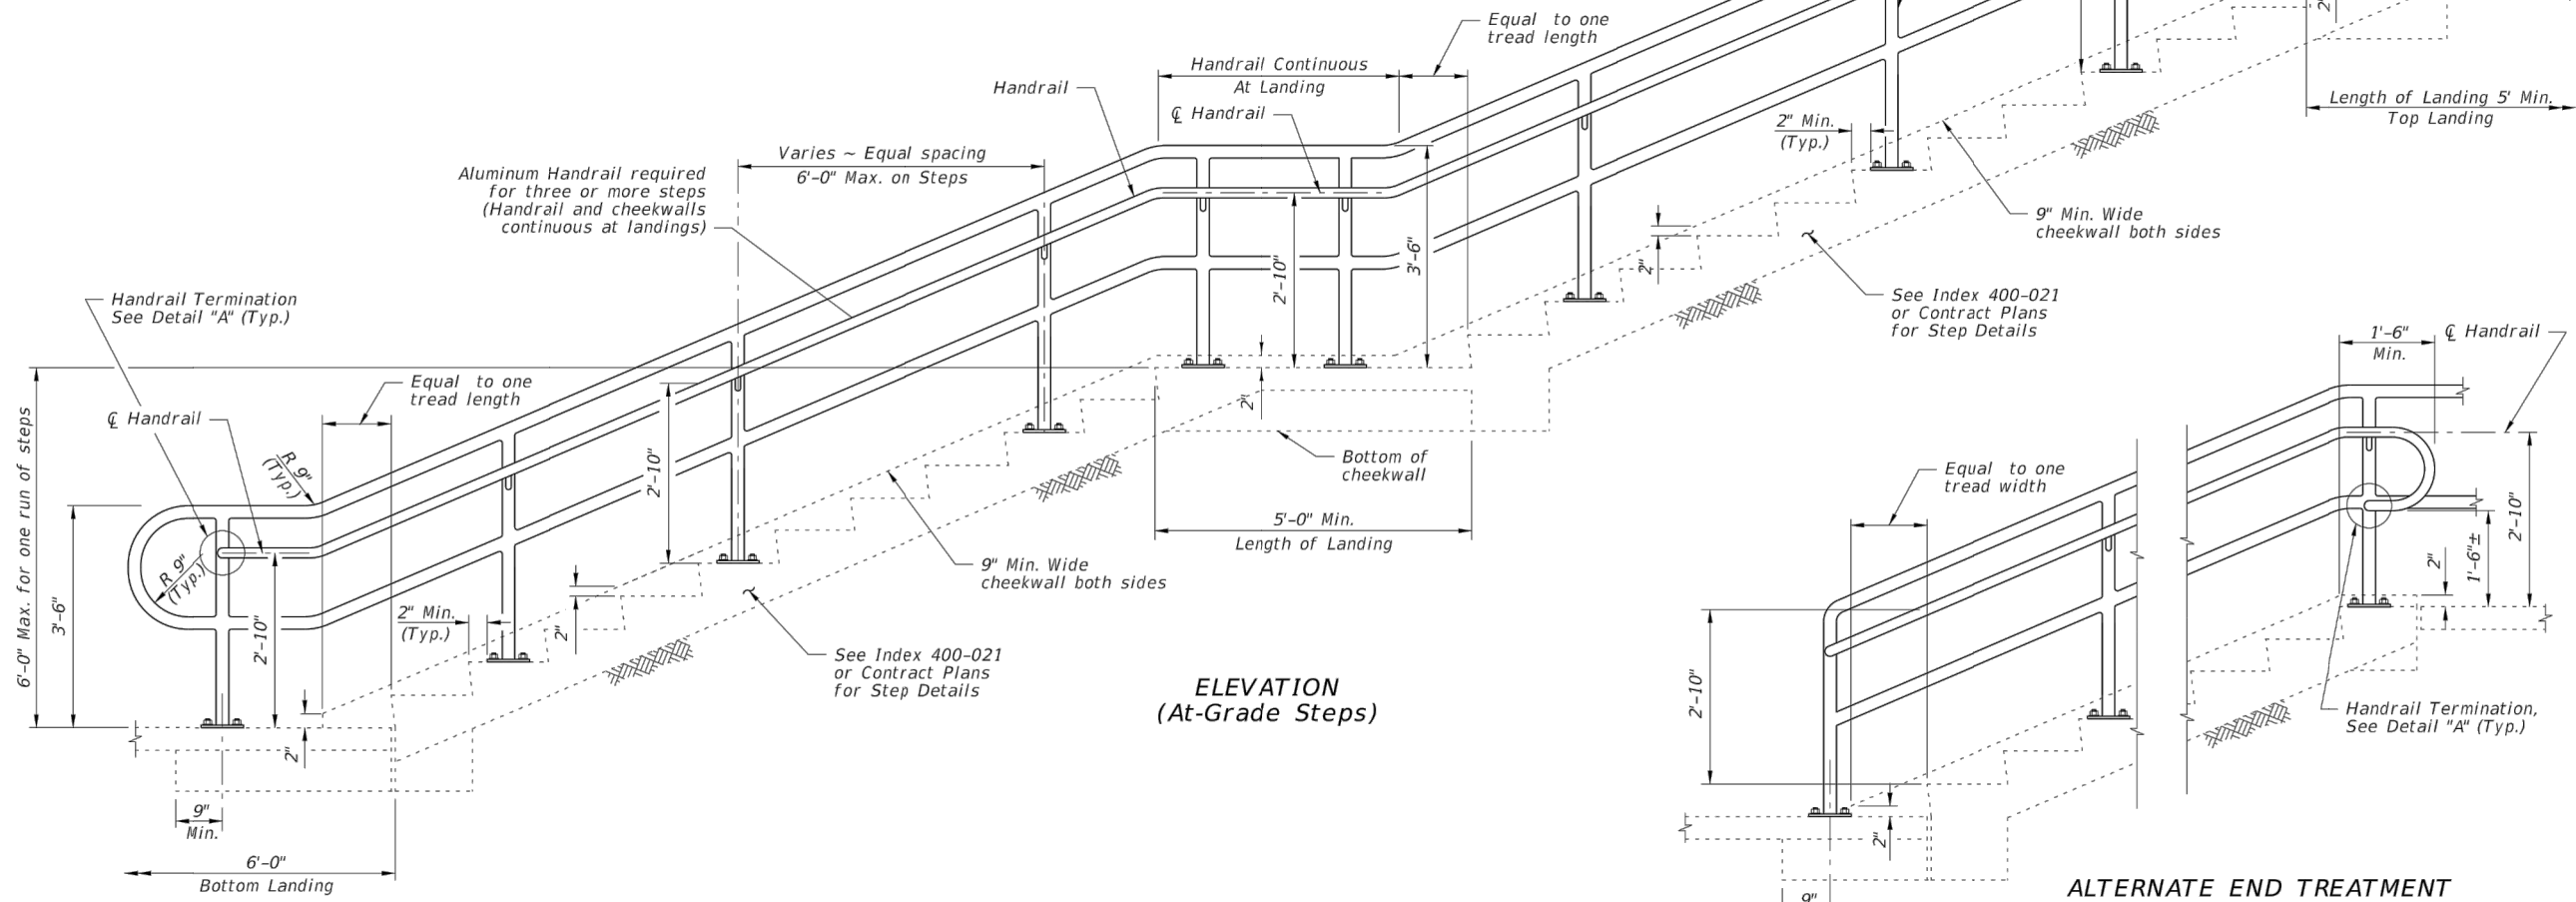 Equal to one
tread length
Handrail Continuous
At Landing
Handrail
℄ Handrail
2"
Length of Landing 5' Min.
Top Landing
2" Min.
(Typ.)
Varies ~ Equal spacing
6'-0" Max. on Steps
Aluminum Handrail required
for three or more steps
(Handrail and cheekwalls
continuous at landings)
9" Min. Wide
cheekwall both sides
2'-10"
3'-6"
2"
2"
See Index 400-021
or Contract Plans
for Step Details
Handrail Termination
See Detail "A" (Typ.)
Equal to one
tread length
℄ Handrail
R 9"
(Typ.)
R 9"
(Typ.)
6'-0" Max. for one run of steps
3'-6"
2'-10"
2'-10"
2" Min.
(Typ.)
2"
2"
Bottom of
cheekwall
5'-0" Min.
Length of Landing
9" Min. Wide
cheekwall both sides
See Index 400-021
or Contract Plans
for Step Details
9"
Min.
6'-0"
Bottom Landing
ELEVATION
(At-Grade Steps)
1'-6"
Min.
℄ Handrail
Equal to one
tread width
2'-10"
2'-10"
1'-6"±
2"
2"
Handrail Termination,
See Detail "A" (Typ.)
9"
ALTERNATE END TREATMENT